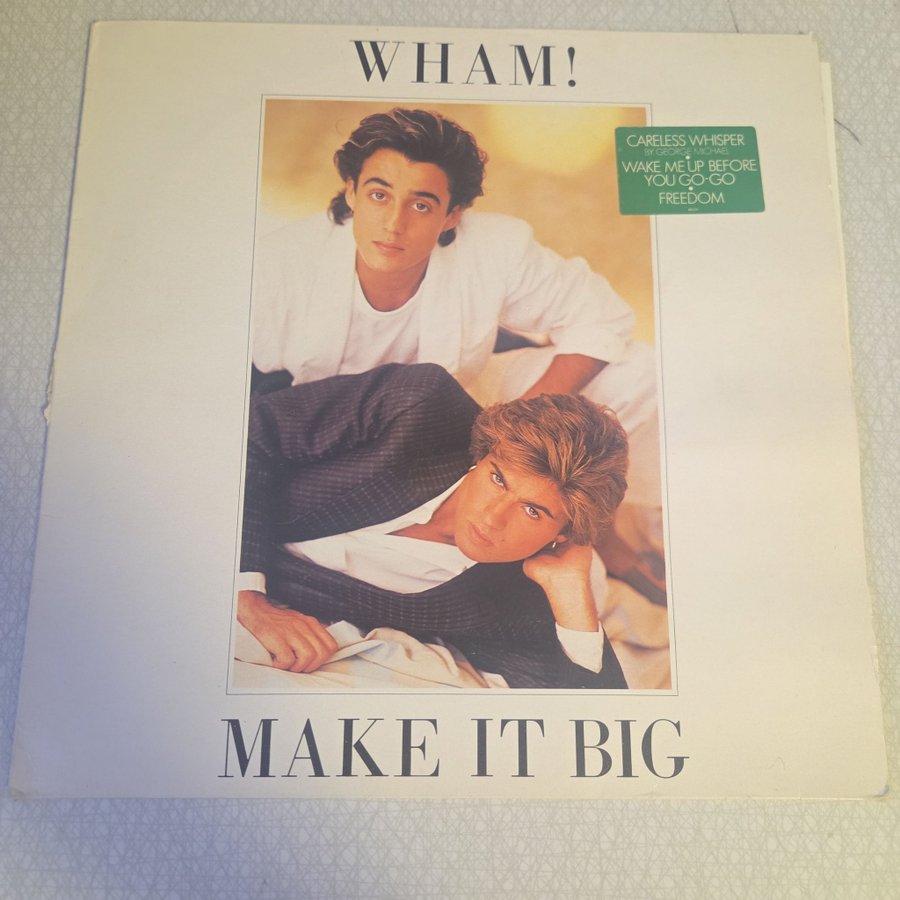 WHAM!
CARELESS WHISPER
BY GEORGE MICHAEL
WAKE ME UP BEFORE
YOU GO-GO
FREEDOM
MAKE IT BIG